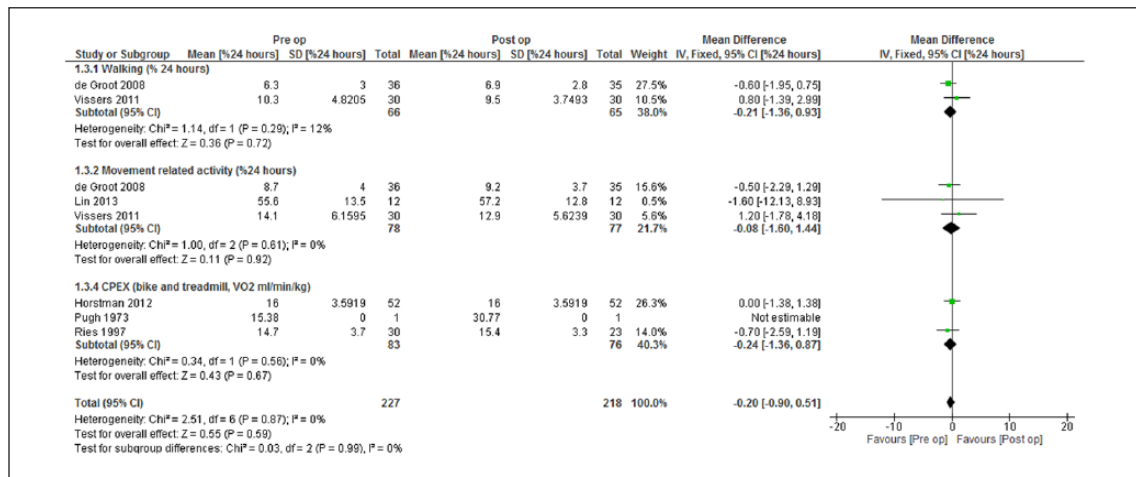 Pre op Post op Mean Difference Mean Difference
Study or Subgroup Mean [%24 hours] SD [%24 hours] Total Mean [%24 hours] SD [%24 hours] Total Weight IV, Fixed, 95% CI [%24 hours] IV, Fixed, 95% CI [%24 hours]
1.3.1 Walking (% 24 hours)
de Groot 2008 6.3 3 36 6.9 2.8 35 27.5% -0.60 [-1.95, 0.75]
Vissers 2011 10.3 4.8205 30 9.5 3.7493 30 10.5% 0.80 [-1.39, 2.99]
Subtotal (95% CI) 66 65 38.0% -0.21 [-1.36, 0.93]
Heterogeneity: Chi² = 1.14, df = 1 (P = 0.29); I² = 12%
Test for overall effect: Z = 0.36 (P = 0.72)
1.3.2 Movement related activity (%24 hours)
de Groot 2008 8.7 4 36 9.2 3.7 35 15.6% -0.50 [-2.29, 1.29]
Lin 2013 55.6 13.5 12 57.2 12.8 12 0.5% -1.60 [-12.13, 8.93]
Vissers 2011 14.1 6.1595 30 12.9 5.6239 30 5.6% 1.20 [-1.78, 4.18]
Subtotal (95% CI) 78 77 21.7% -0.08 [-1.60, 1.44]
Heterogeneity: Chi² = 1.00, df = 2 (P = 0.61); I² = 0%
Test for overall effect: Z = 0.11 (P = 0.92)
1.3.4 CPEX (bike and treadmill, VO2 ml/min/kg)
Horstman 2012 16 3.5919 52 16 3.5919 52 26.3% 0.00 [-1.38, 1.38]
Pugh 1973 15.38 0 1 30.77 0 1 Not estimable
Ries 1997 14.7 3.7 30 15.4 3.3 23 14.0% -0.70 [-2.59, 1.19]
Subtotal (95% CI) 83 76 40.3% -0.24 [-1.36, 0.87]
Heterogeneity: Chi² = 0.34, df = 1 (P = 0.56); I² = 0%
Test for overall effect: Z = 0.43 (P = 0.67)
Total (95% CI) 227 218 100.0% -0.20 [-0.90, 0.51]
Heterogeneity: Chi² = 2.51, df = 6 (P = 0.87); I² = 0%
Test for overall effect: Z = 0.55 (P = 0.59)
Test for subgroup differences: Chi² = 0.03, df = 2 (P = 0.99), I² = 0%
-20 -10 0 10 20
Favours [Pre op] Favours [Post op]